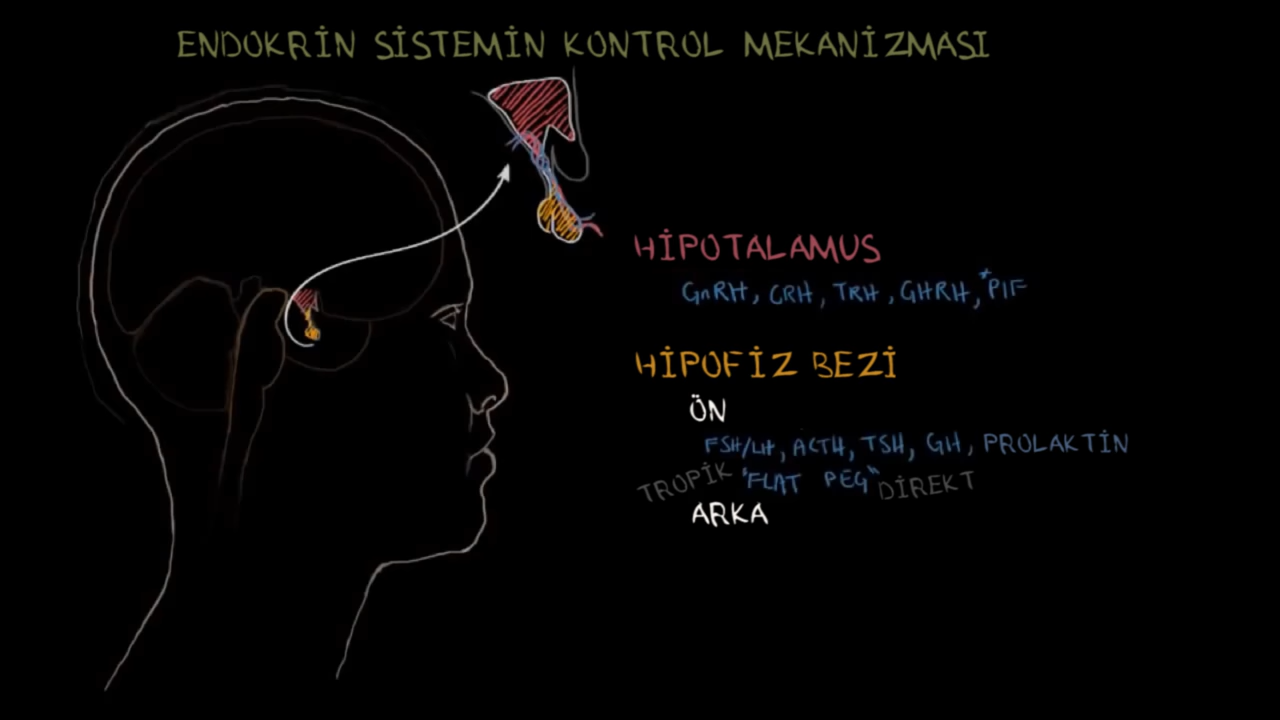 ENDOKRİN SİSTEMİN KONTROL MEKANİZMASI
HİPOTALAMUS
GnRH, CRH, TRH, GHRH, *PIF
HİPOFİZ BEZİ
ÖN
FSH/LH, ACTH, TSH, GH, PROLAKTİN
TROPİK "FLAT PEG" DİREKT
ARKA